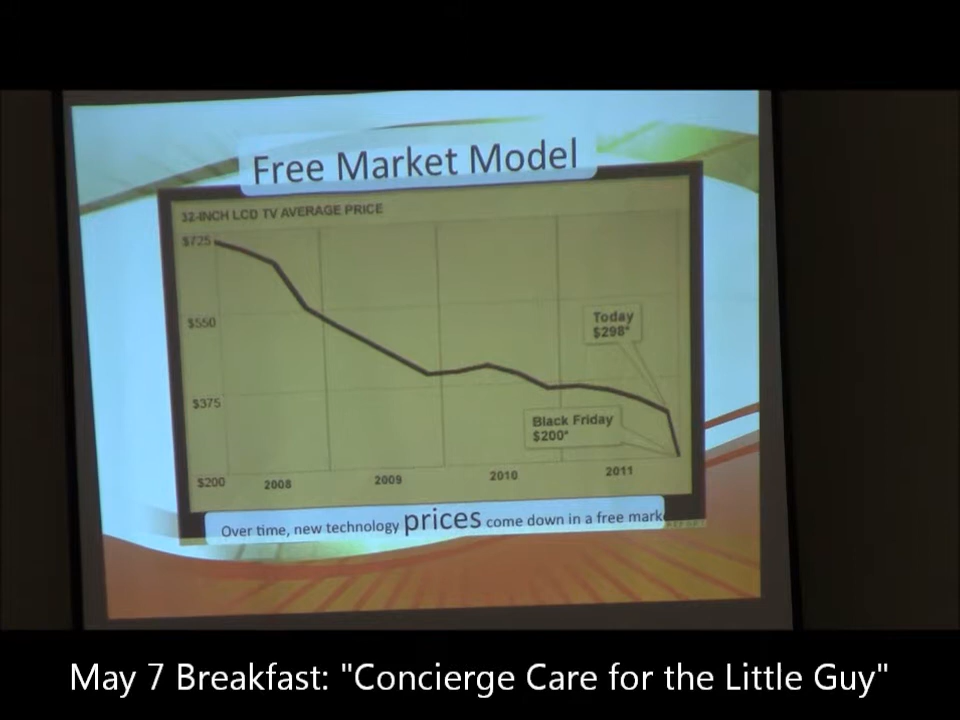 Free Market Model
32-INCH LCD TV AVERAGE PRICE
$725
$550
$375
$200
Today
$298*
Black Friday
$200*
2008 2009 2010 2011
Over time, new technology prices come down in a free mark
May 7 Breakfast: "Concierge Care for the Little Guy"